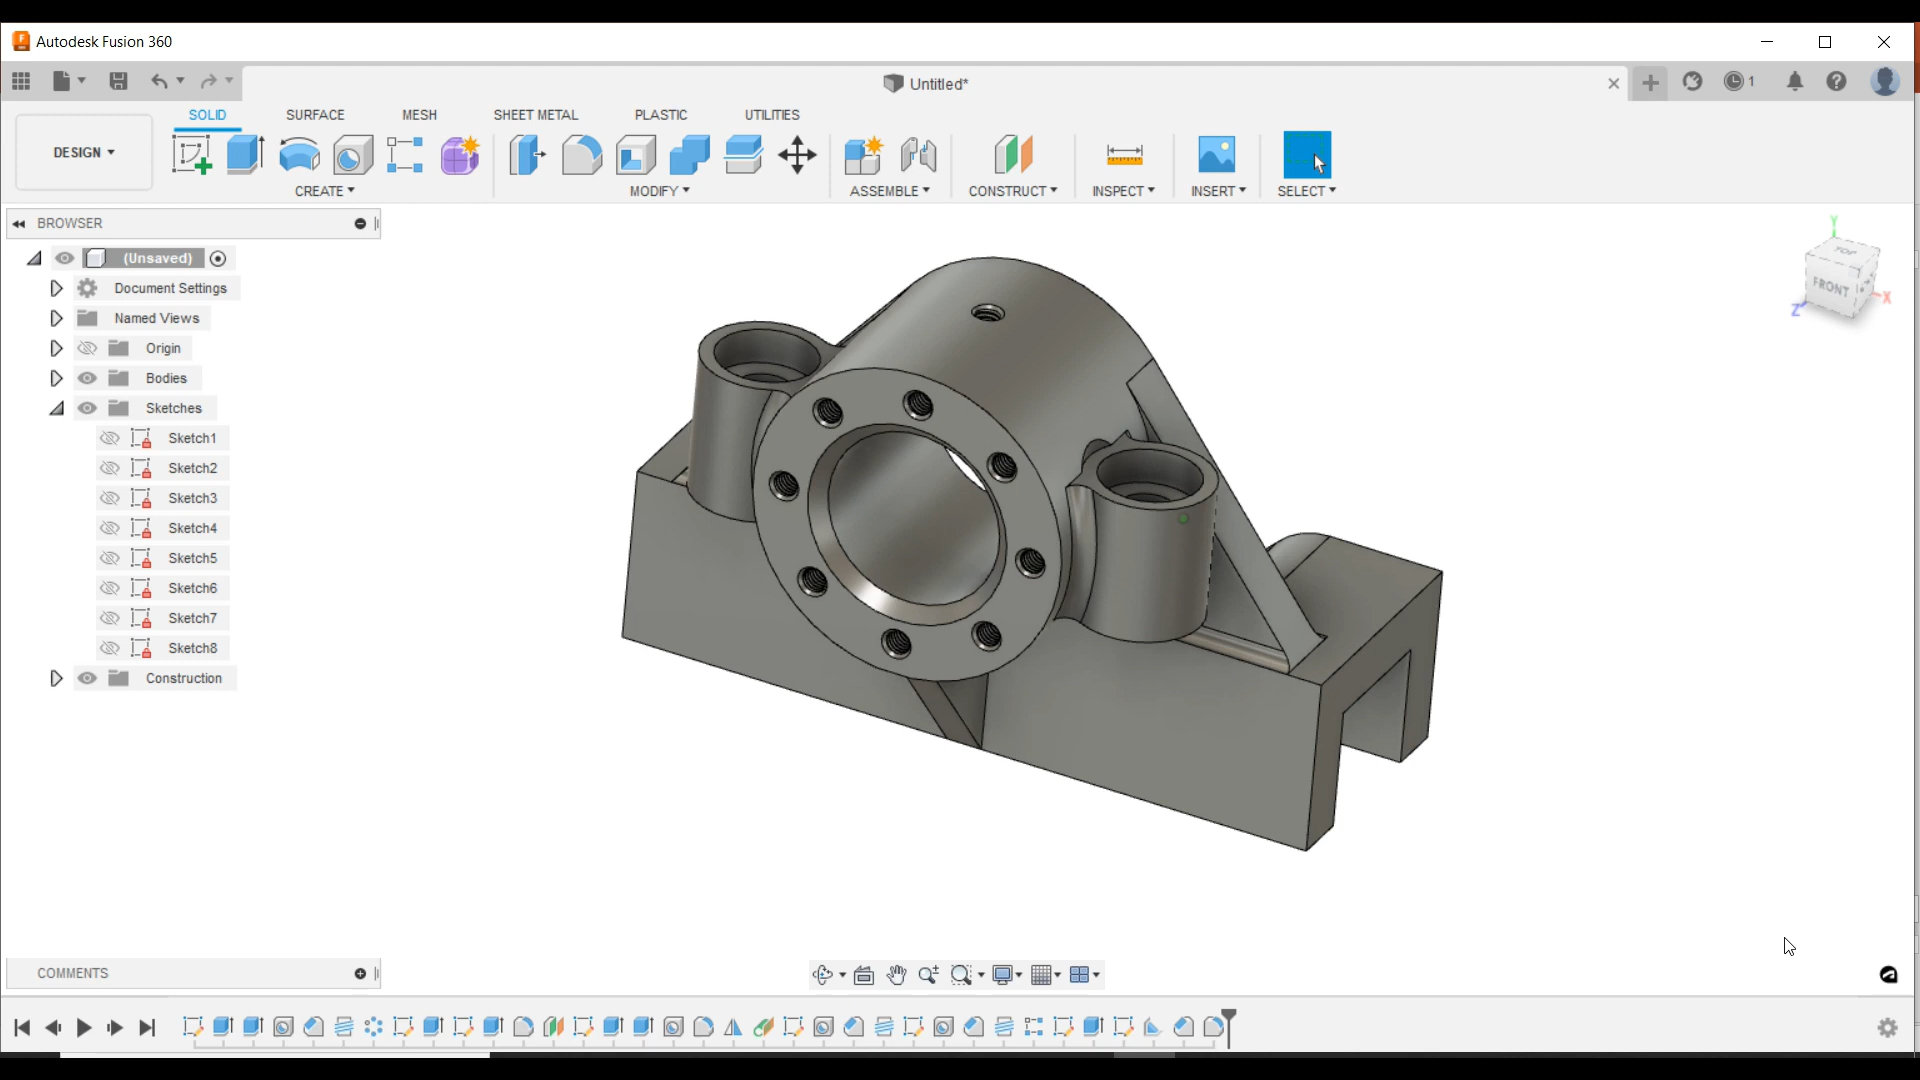 Autodesk Fusion 360
Untitled*
1
SOLID SURFACE MESH SHEET METAL PLASTIC UTILITIES
DESIGN
CREATE MODIFY ASSEMBLE CONSTRUCT INSPECT INSERT SELECT
BROWSER
(Unsaved)
Document Settings
Named Views
Origin
Bodies
Sketches
Sketch1
Sketch2
Sketch3
Sketch4
Sketch5
Sketch6
Sketch7
Sketch8
Construction
Y
TOP
FRONT
X
Z
COMMENTS